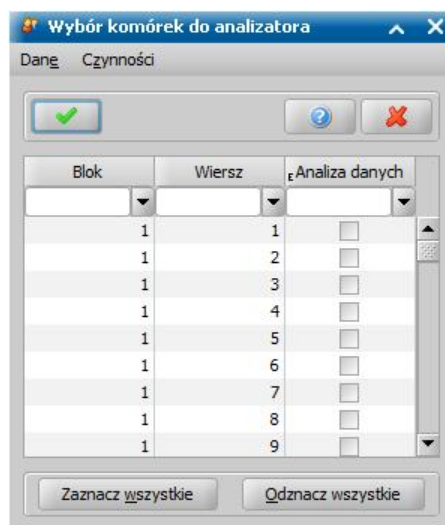 Wybór komórek do analizatora
Dane Czynności
Blok Wiersz E Analiza danych
1 1
1 2
1 3
1 4
1 5
1 6
1 7
1 8
1 9
Zaznacz wszystkie Odznacz wszystkie